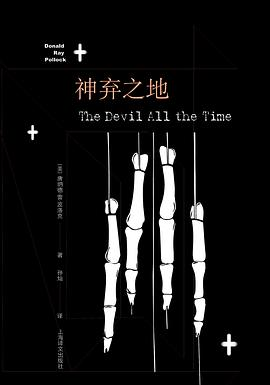 Donald
Ray
Pollock
神弃之地
The Devil All the Time
[美] 唐纳德·雷·波洛克 著
孙灿 译
上海译文出版社